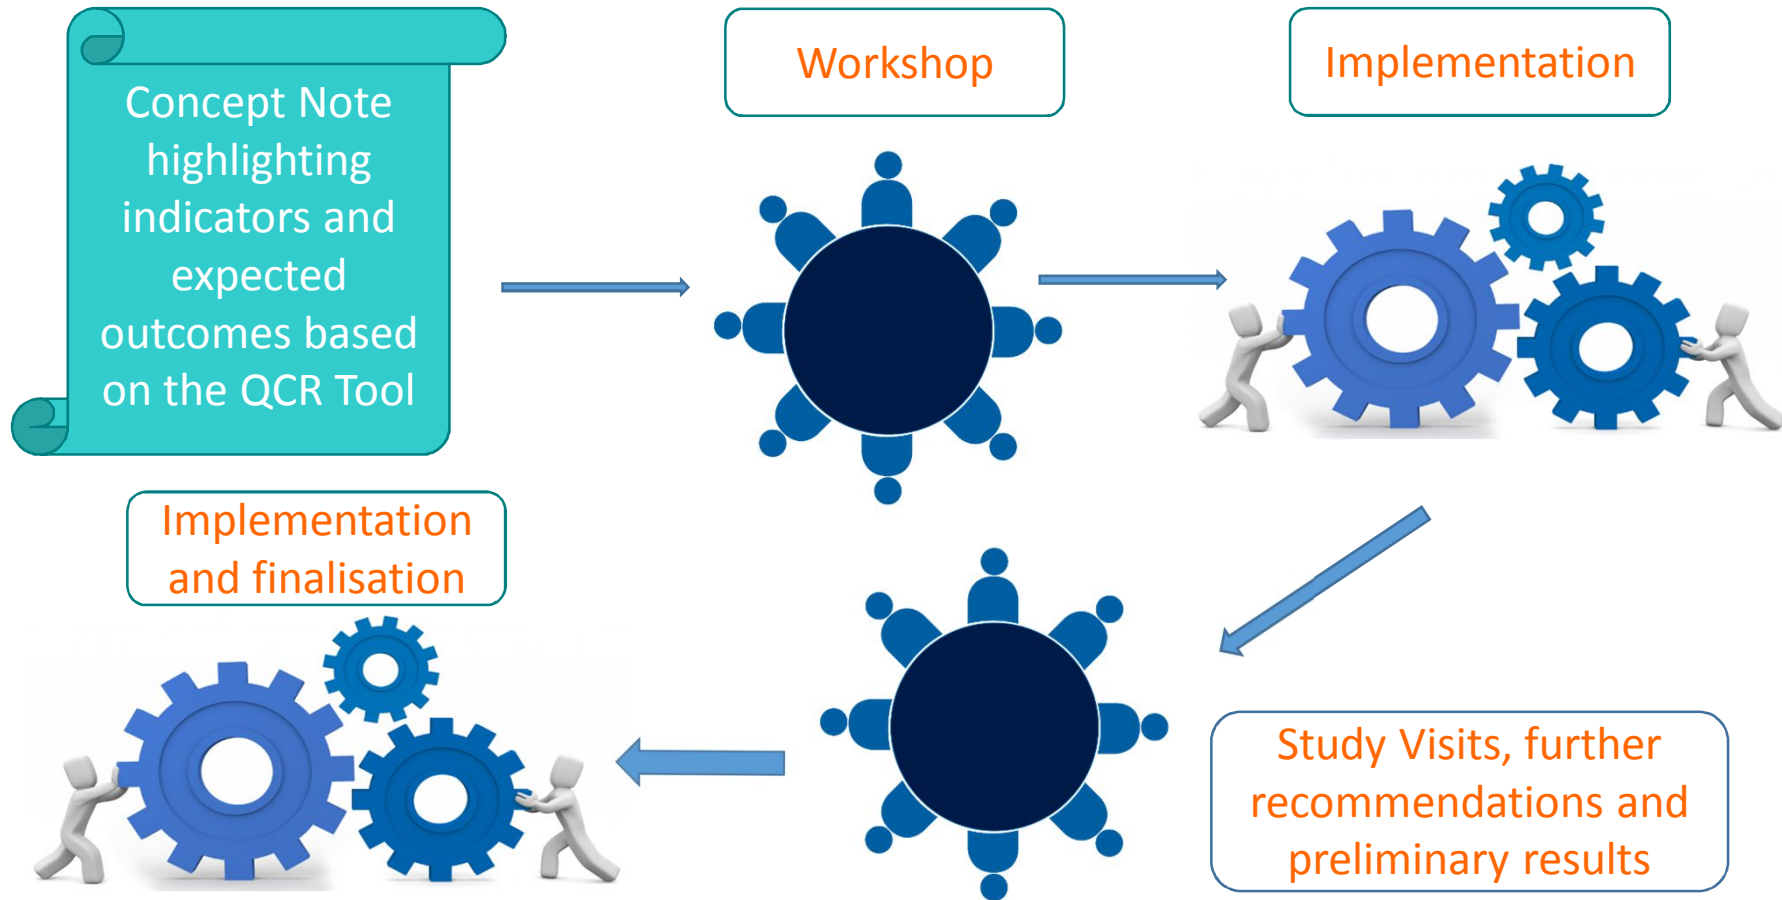 Concept Note
highlighting
indicators and
expected
outcomes based
on the QCR Tool
Workshop
Implementation
Implementation
and finalisation
Study Visits, further
recommendations and
preliminary results